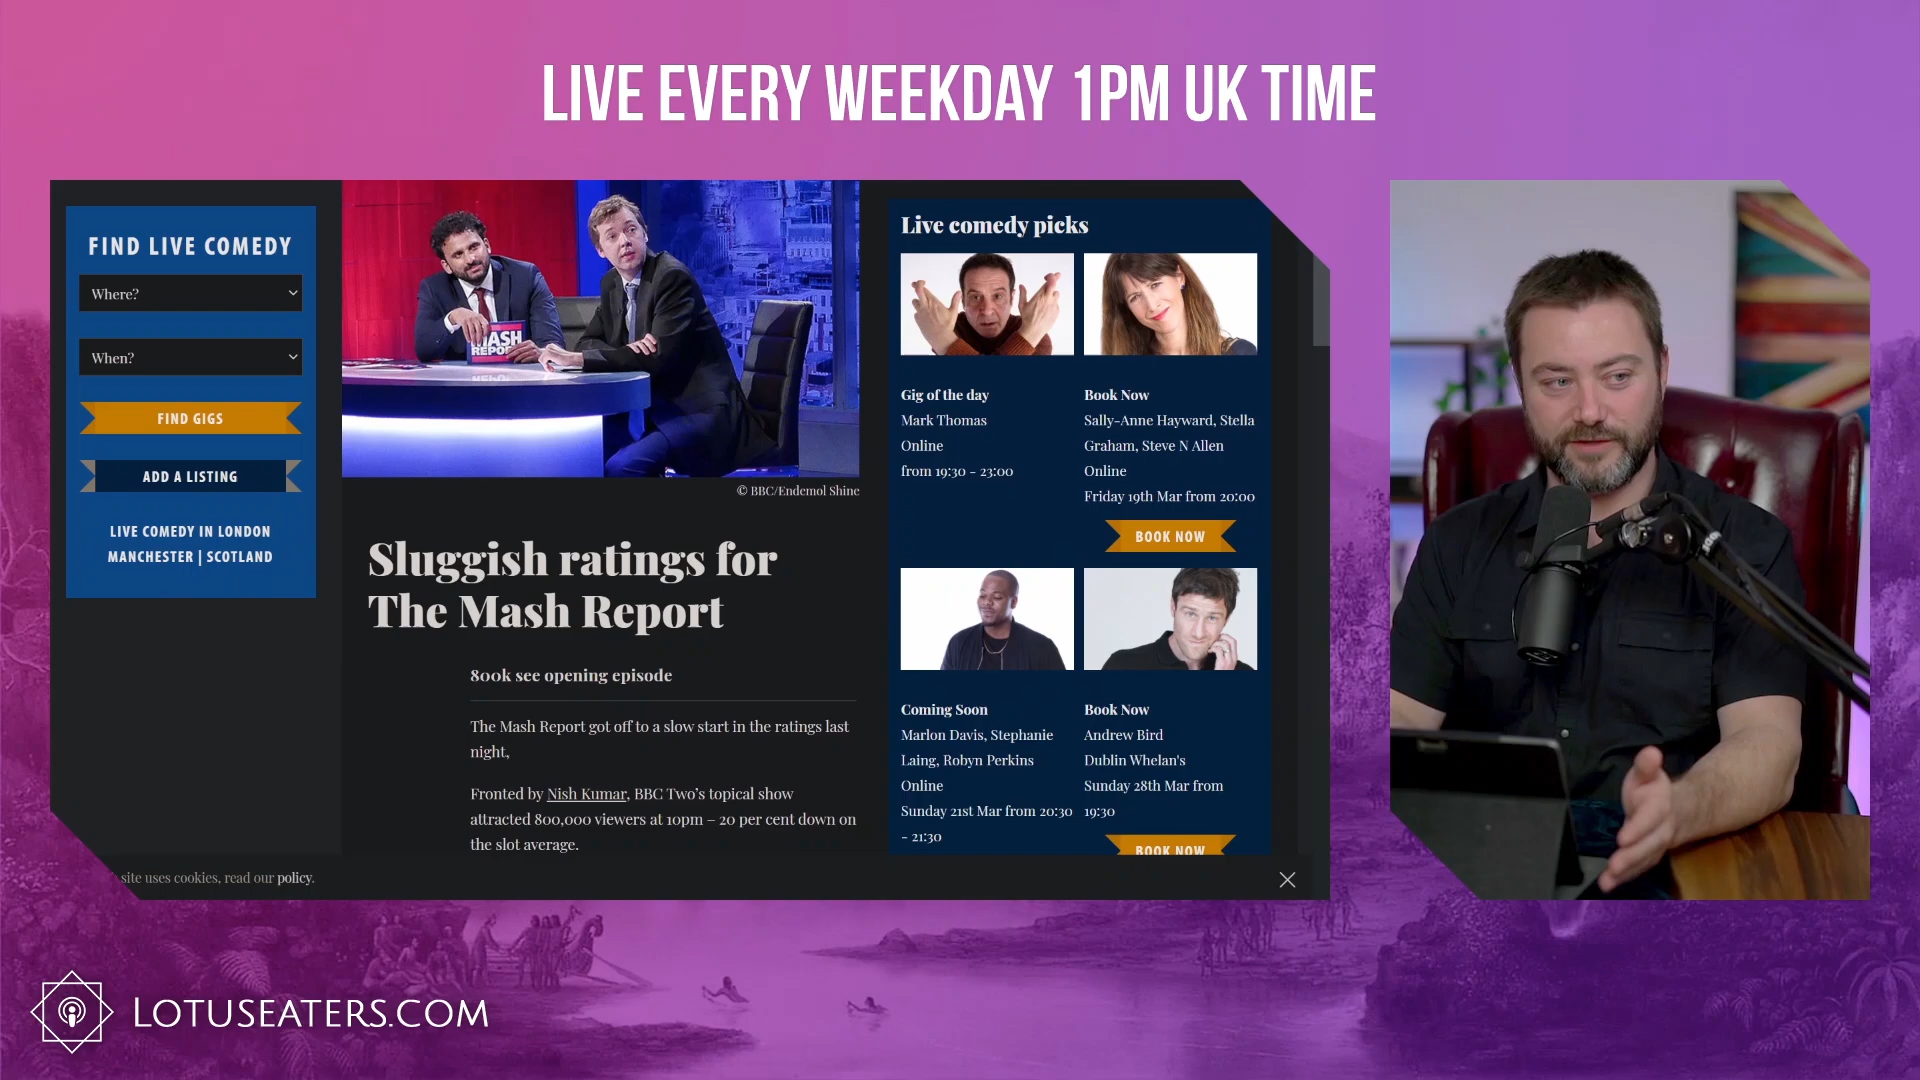 LIVE EVERY WEEKDAY 1PM UK TIME
FIND LIVE COMEDY
Where?
When?
FIND GIGS
ADD A LISTING
LIVE COMEDY IN LONDON
MANCHESTER | SCOTLAND
MASH
REPORT
© BBC/Endemol Shine
Sluggish ratings for
The Mash Report
800k see opening episode
The Mash Report got off to a slow start in the ratings last
night,
Fronted by Nish Kumar, BBC Two's topical show
attracted 800,000 viewers at 10pm – 20 per cent down on
the slot average.
Live comedy picks
Gig of the day
Mark Thomas
Online
from 19:30 - 23:00
Book Now
Sally-Anne Hayward, Stella
Graham, Steve N Allen
Online
Friday 19th Mar from 20:00
BOOK NOW
Coming Soon
Marlon Davis, Stephanie
Laing, Robyn Perkins
Online
Sunday 21st Mar from 20:30
- 21:30
Book Now
Andrew Bird
Dublin Whelan's
Sunday 28th Mar from
19:30
BOOK NOW
site uses cookies, read our policy.
LOTUSEATERS.COM